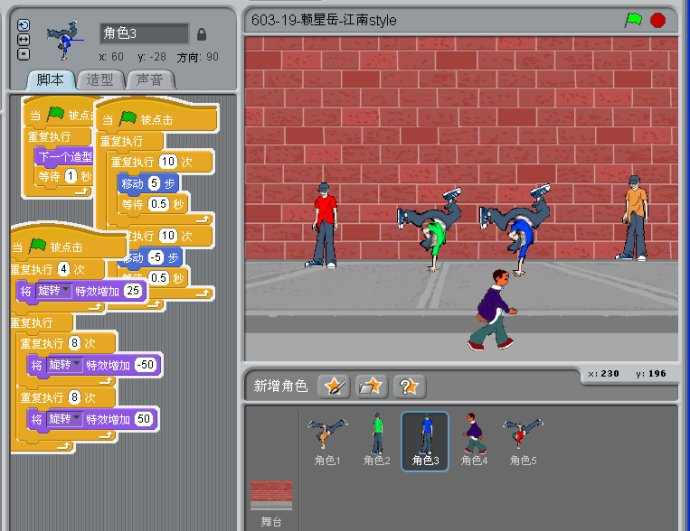 角色3
x: 60 y: -28 方向: 90
脚本 造型 声音
当 被点击
重复执行
下一个造型
等待 1 秒
当 被点击
重复执行
重复执行 10 次
移动 5 步
等待 0.5 秒
复执行 10 次
移动 -5 步
等待 0.5 秒
当 被点击
重复执行 4 次
将 旋转 特效增加 25
重复执行
重复执行 8 次
将 旋转 特效增加 -50
重复执行 8 次
将 旋转 特效增加 50
603-19-赖星岳-江南style
x: 230 y: 196
新增角色
角色1 角色2 角色3 角色4 角色5
舞台